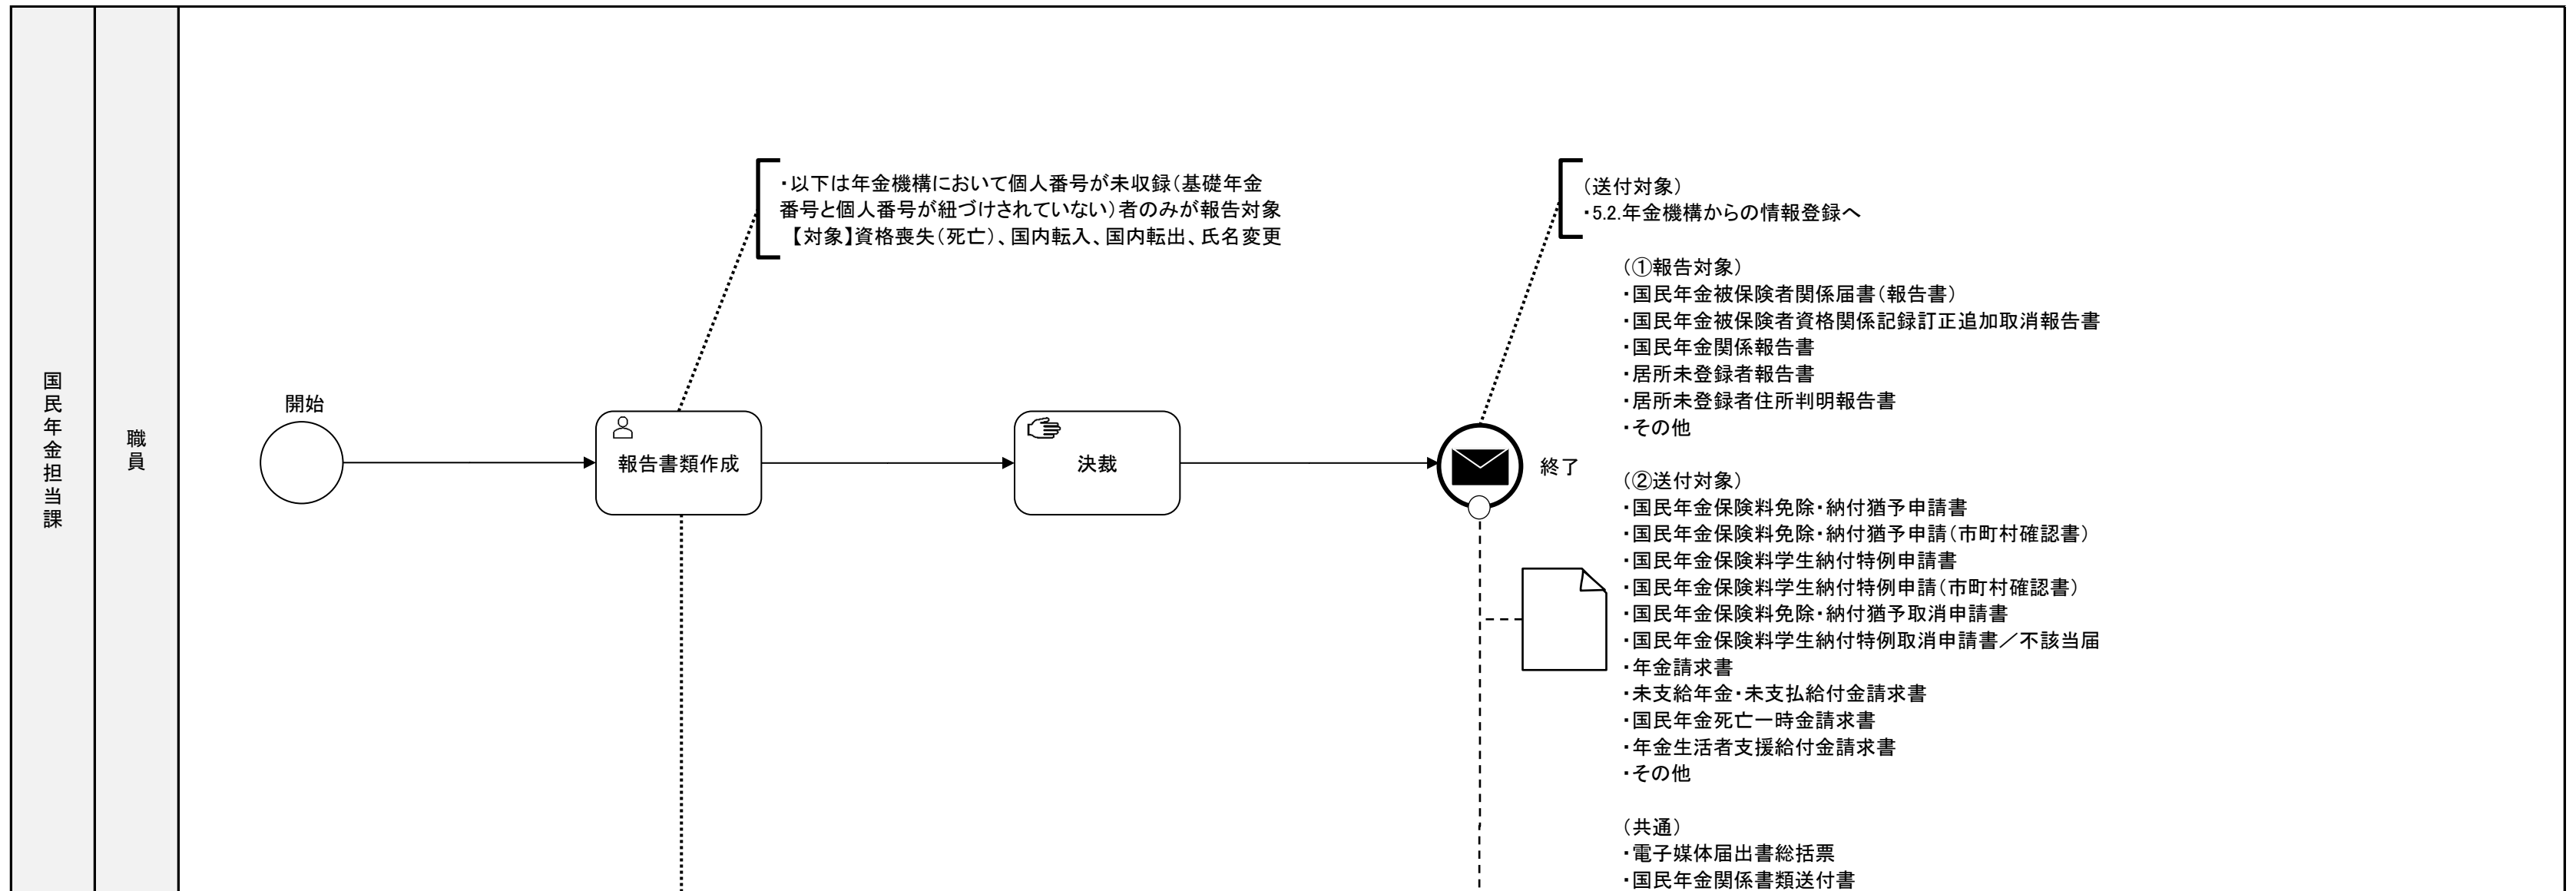 国民年金担当課
職員
開始
報告書類作成
・以下は年金機構において個人番号が未収録（基礎年金
番号と個人番号が紐づけされていない）者のみが報告対象
【対象】資格喪失（死亡）、国内転入、国内転出、氏名変更
決裁
終了
（送付対象）
・5.2.年金機構からの情報登録へ
（①報告対象）
・国民年金被保険者関係届書（報告書）
・国民年金被保険者資格関係記録訂正追加取消報告書
・国民年金関係報告書
・居所未登録者報告書
・居所未登録者住所判明報告書
・その他
（②送付対象）
・国民年金保険料免除・納付猶予申請書
・国民年金保険料免除・納付猶予申請（市町村確認書）
・国民年金保険料学生納付特例申請書
・国民年金保険料学生納付特例申請（市町村確認書）
・国民年金保険料免除・納付猶予取消申請書
・国民年金保険料学生納付特例取消申請書／不該当届
・年金請求書
・未支給年金・未支払給付金請求書
・国民年金死亡一時金請求書
・年金生活者支援給付金請求書
・その他
（共通）
・電子媒体届出書総括票
・国民年金関係書類送付書